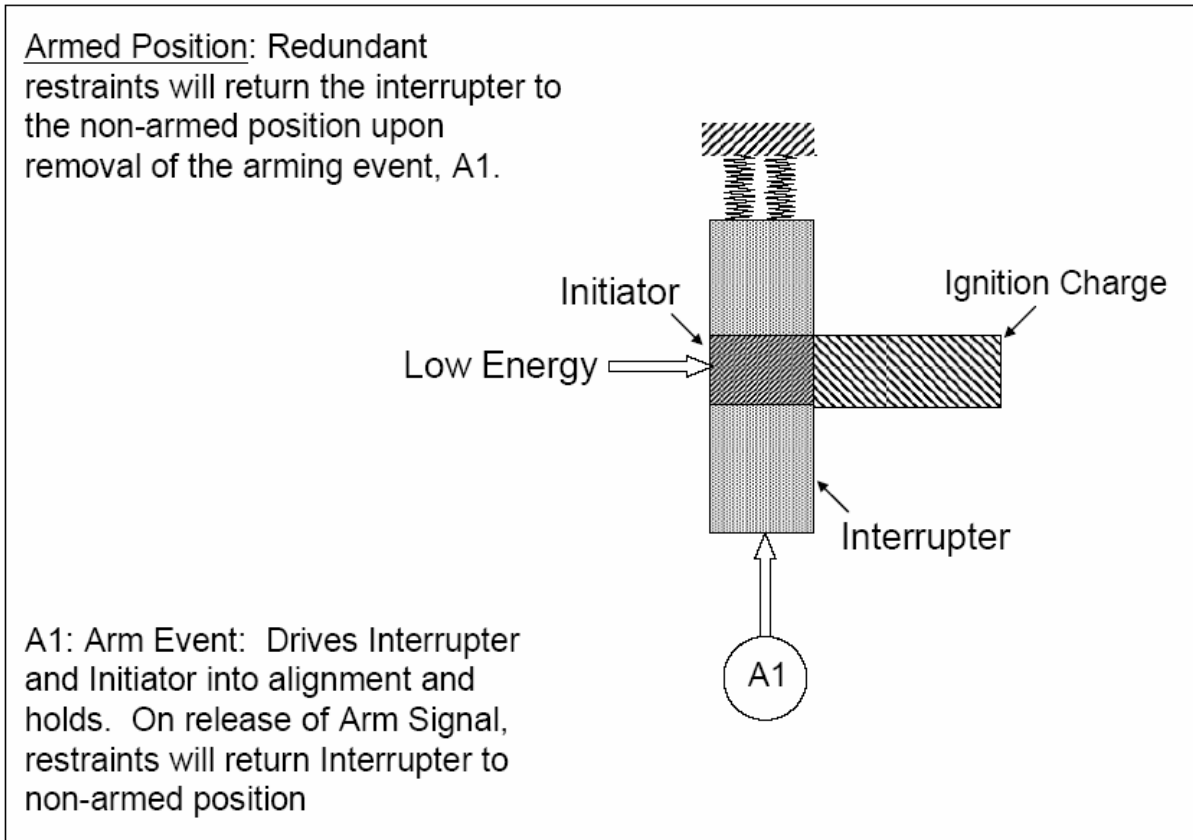 Armed Position: Redundant
restraints will return the interrupter to
the non-armed position upon
removal of the arming event, A1.
Initiator
Ignition Charge
Low Energy
Interrupter
A1: Arm Event: Drives Interrupter
and Initiator into alignment and
holds. On release of Arm Signal,
restraints will return Interrupter to
non-armed position
A1